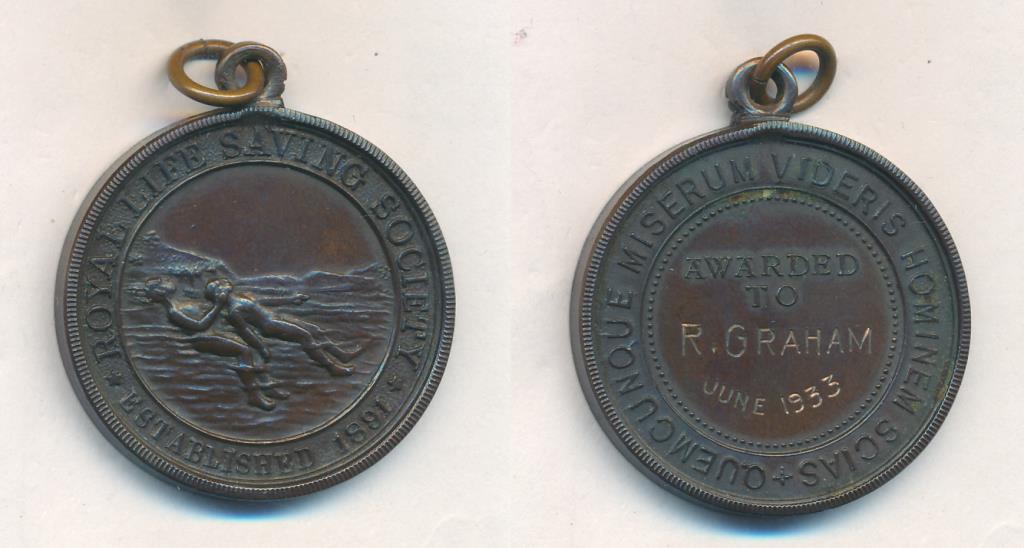 ROYAL LIFE SAVING SOCIETY
ESTABLISHED 1891
QUEMCUNQUE MISERUM VIDERIS HOMINEM SCIAS
AWARDED
TO
R. GRAHAM
JUNE 1933